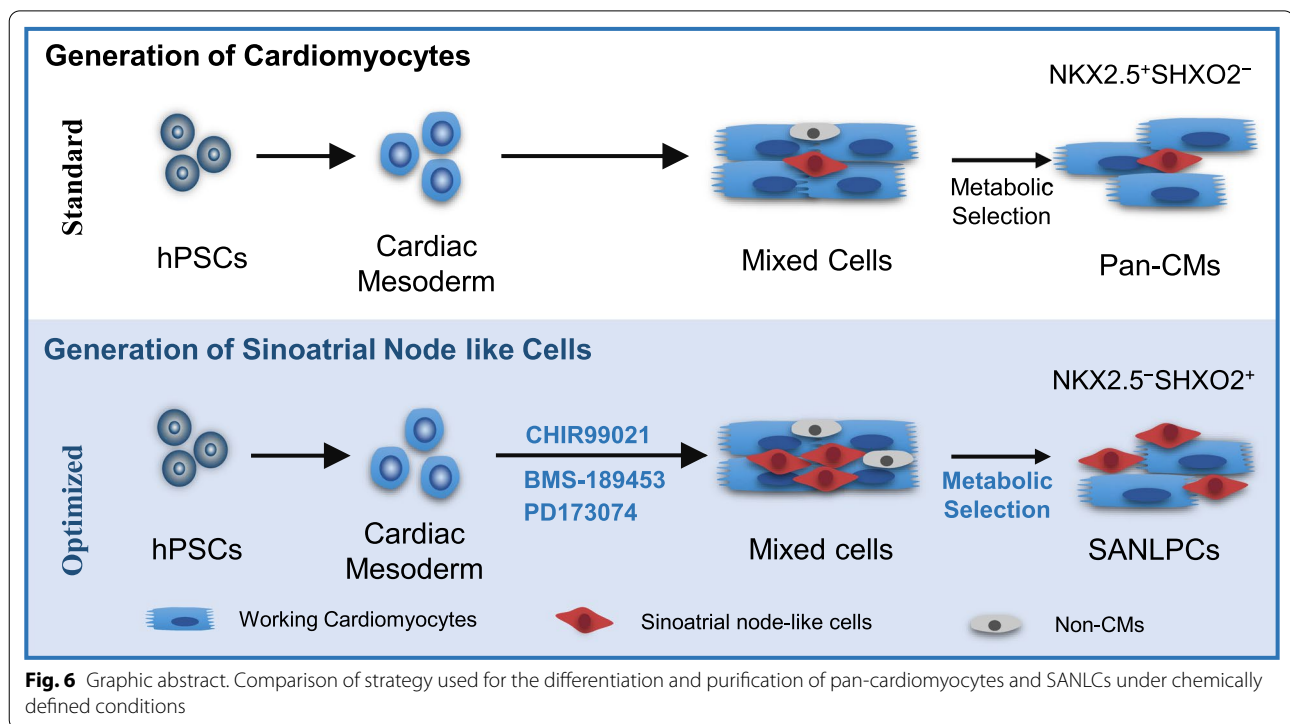 Generation of Cardiomyocytes
NKX2.5⁺SHXO2⁻
Standard
hPSCs
Cardiac
Mesoderm
Mixed Cells
Metabolic
Selection
Pan-CMs
Generation of Sinoatrial Node like Cells
NKX2.5⁻SHXO2⁺
Optimized
hPSCs
Cardiac
Mesoderm
CHIR99021
BMS-189453
PD173074
Mixed cells
Metabolic
Selection
SANLPCs
Working Cardiomyocytes
Sinoatrial node-like cells
Non-CMs
Fig. 6 Graphic abstract. Comparison of strategy used for the differentiation and purification of pan-cardiomyocytes and SANLCs under chemically
defined conditions